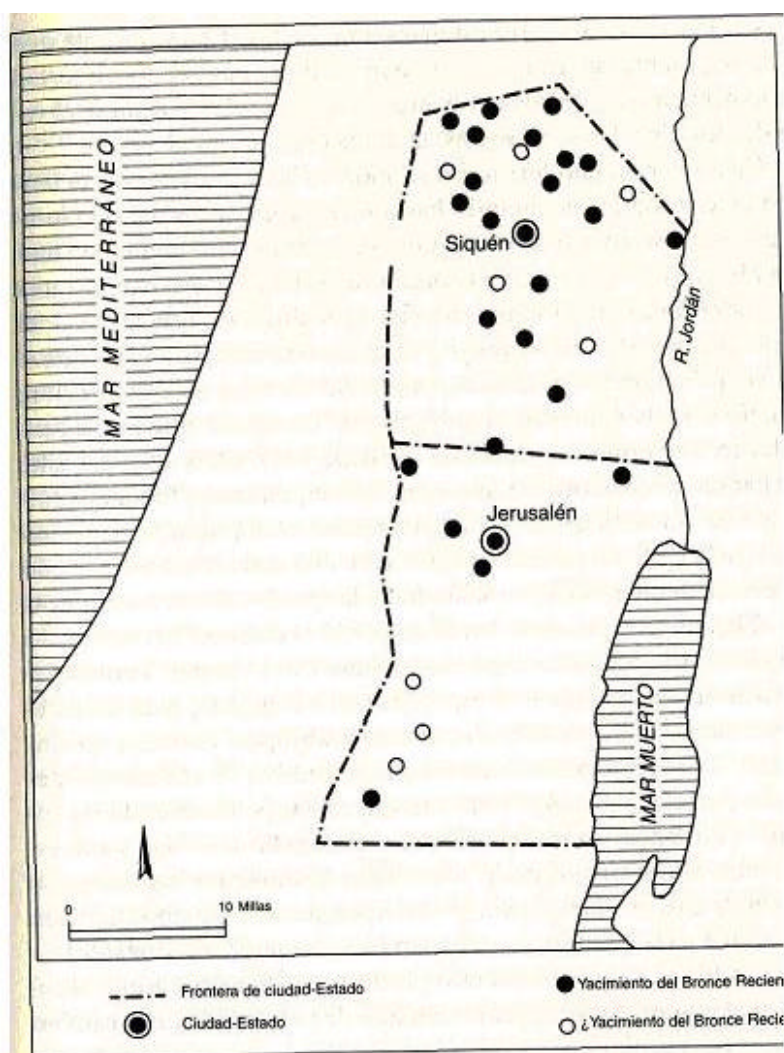 MAR MEDITERRÁNEO
Siquén
R. Jordán
Jerusalén
MAR MUERTO
0 10 Millas
Frontera de ciudad-Estado
Ciudad-Estado
Yacimiento del Bronce Recien
¿Yacimiento del Bronce Recie